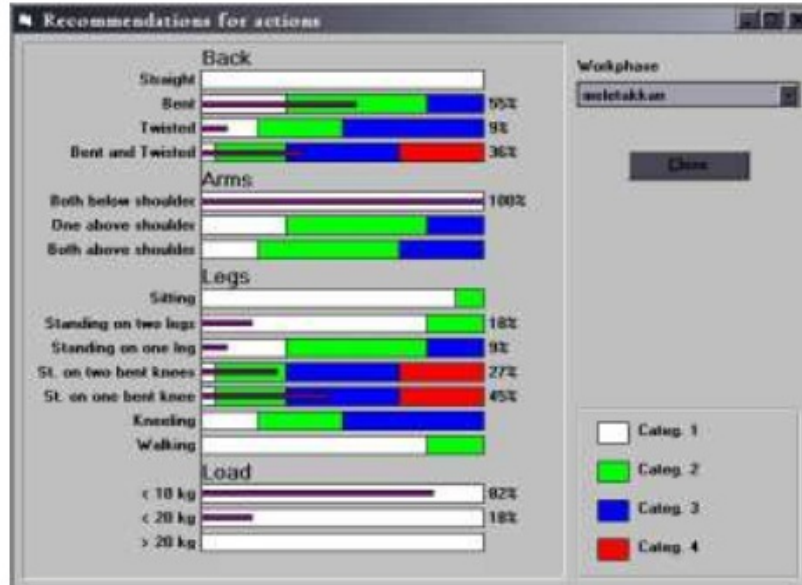 Recommendations for actions
Back
Straight
Bent 55%
Twisted 9%
Bent and Twisted 36%
Arms
Both below shoulder 100%
One above shoulder
Both above shoulder
Legs
Sitting
Standing on two legs 18%
Standing on one leg 9%
St. on two bent knees 27%
St. on one bent knee 45%
Kneeling
Walking
Load
< 10 kg 82%
< 20 kg 18%
> 20 kg
Workphase
meletakkan
Close
Categ. 1
Categ. 2
Categ. 3
Categ. 4